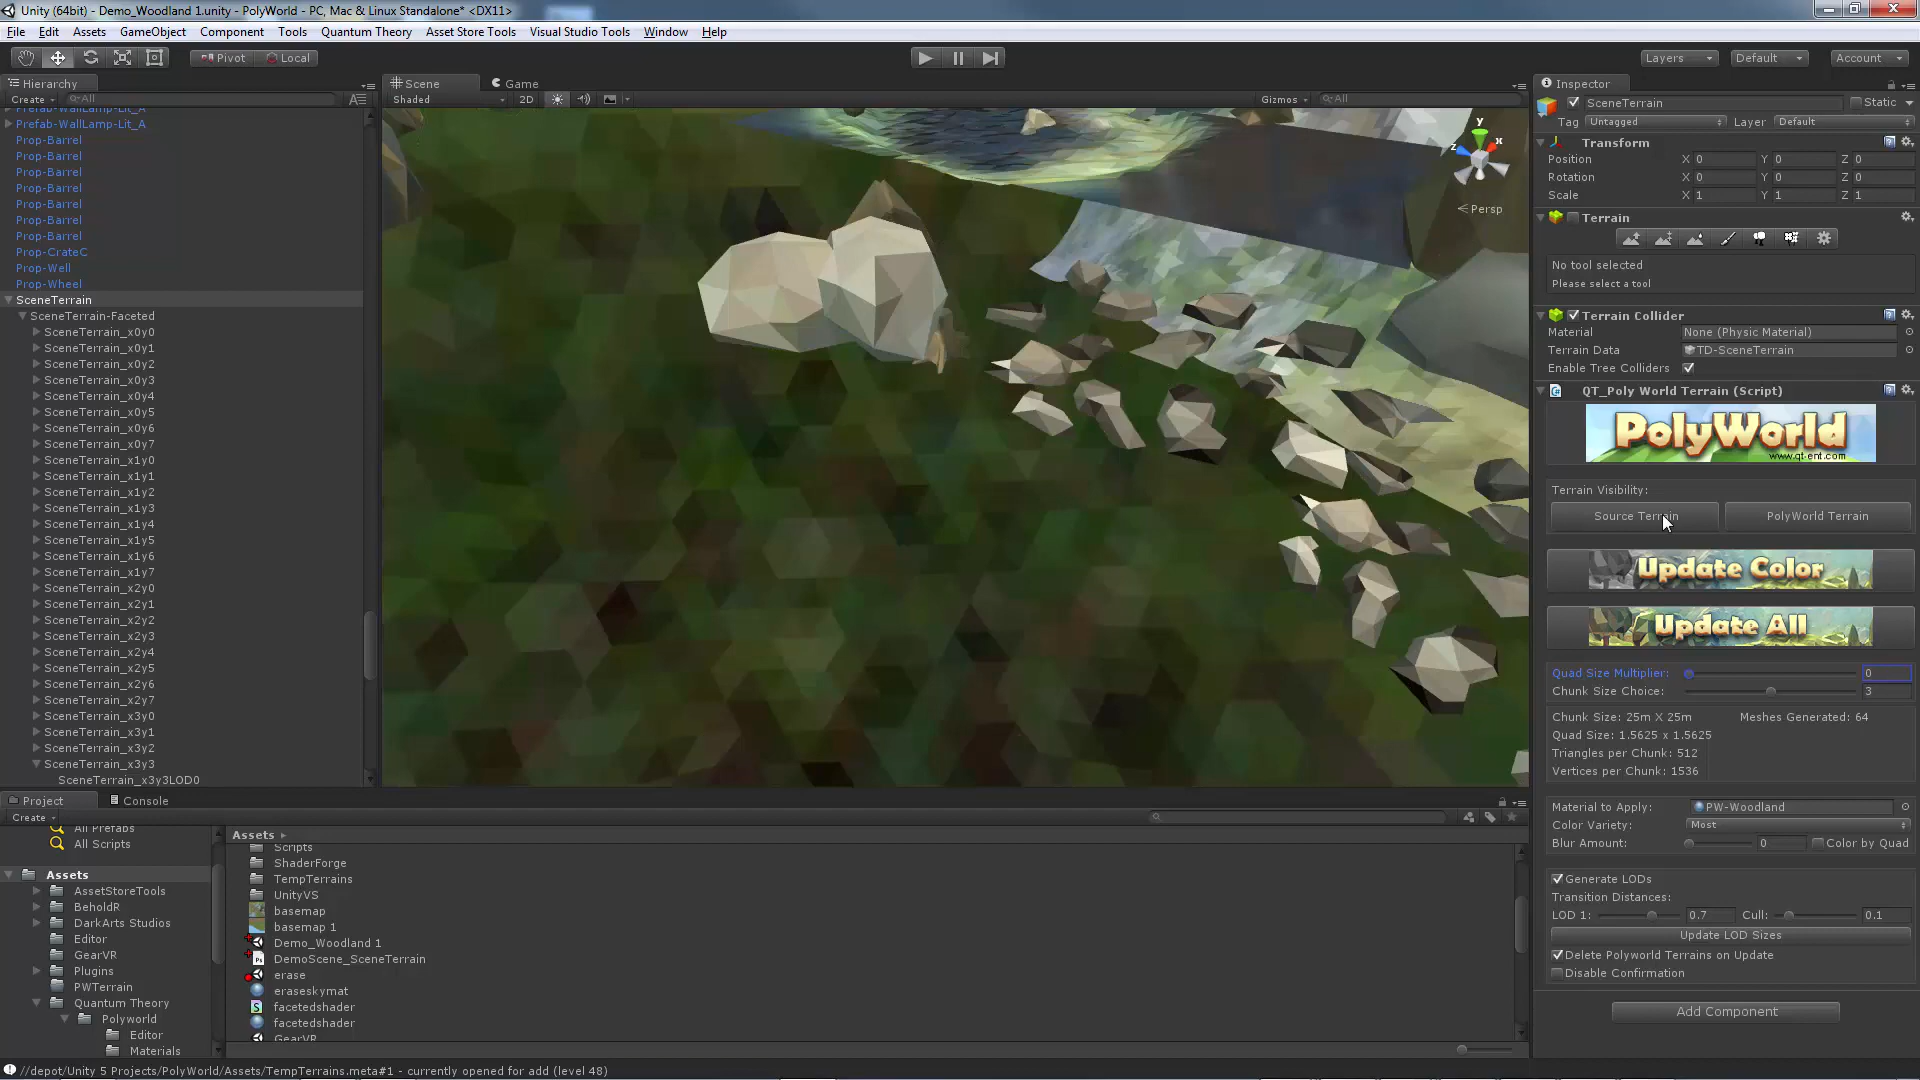 Unity (64bit) - Demo_Woodland 1.unity - PolyWorld - PC, Mac & Linux Standalone* <DX11>
File Edit Assets GameObject Component Tools Quantum Theory Asset Store Tools Visual Studio Tools Window Help
Pivot Local Layers Default Account
Hierarchy
Create All
Prefab-WallLamp-Lit_A
Prefab-WallLamp-Lit_A
Prop-Barrel
Prop-Barrel
Prop-Barrel
Prop-Barrel
Prop-Barrel
Prop-Barrel
Prop-Barrel
Prop-CrateC
Prop-Well
Prop-Wheel
SceneTerrain
SceneTerrain-Faceted
SceneTerrain_x0y0
SceneTerrain_x0y1
SceneTerrain_x0y2
SceneTerrain_x0y3
SceneTerrain_x0y4
SceneTerrain_x0y5
SceneTerrain_x0y6
SceneTerrain_x0y7
SceneTerrain_x1y0
SceneTerrain_x1y1
SceneTerrain_x1y2
SceneTerrain_x1y3
SceneTerrain_x1y4
SceneTerrain_x1y5
SceneTerrain_x1y6
SceneTerrain_x1y7
SceneTerrain_x2y0
SceneTerrain_x2y1
SceneTerrain_x2y2
SceneTerrain_x2y3
SceneTerrain_x2y4
SceneTerrain_x2y5
SceneTerrain_x2y6
SceneTerrain_x2y7
SceneTerrain_x3y0
SceneTerrain_x3y1
SceneTerrain_x3y2
SceneTerrain_x3y3
SceneTerrain_x3y3LOD0
Scene Game
Shaded 2D Gizmos All
y
z x
Persp
Inspector
SceneTerrain Static
Tag Untagged Layer Default
Transform
Position X 0 Y 0 Z 0
Rotation X 0 Y 0 Z 0
Scale X 1 Y 1 Z 1
Terrain
No tool selected
Please select a tool
Terrain Collider
Material None (Physic Material)
Terrain Data TD-SceneTerrain
Enable Tree Colliders
QT_Poly World Terrain (Script)
PolyWorld
www.qt-ent.com
Terrain Visibility:
Source Terrain PolyWorld Terrain
Update Color
Update All
Quad Size Multiplier: 0
Chunk Size Choice: 3
Chunk Size: 25m X 25m Meshes Generated: 64
Quad Size: 1.5625 x 1.5625
Triangles per Chunk: 512
Vertices per Chunk: 1536
Material to Apply: PW-Woodland
Color Variety: Most
Blur Amount: 0 Color by Quad
Generate LODs
Transition Distances:
LOD 1: 0.7 Cull: 0.1
Update LOD Sizes
Delete Polyworld Terrains on Update
Disable Confirmation
Add Component
Project Console
Create
All Prefabs
All Scripts
Assets
AssetStoreTools
BeholdR
DarkArts Studios
Editor
GearVR
Plugins
PWTerrain
Quantum Theory
Polyworld
Editor
Materials
Assets
Scripts
ShaderForge
TempTerrains
UnityVS
basemap
basemap 1
Demo_Woodland 1
DemoScene_SceneTerrain
erase
eraseskymat
facetedshader
facetedshader
GearVR
//depot/Unity 5 Projects/PolyWorld/Assets/TempTerrains.meta#1 - currently opened for add (level 48)